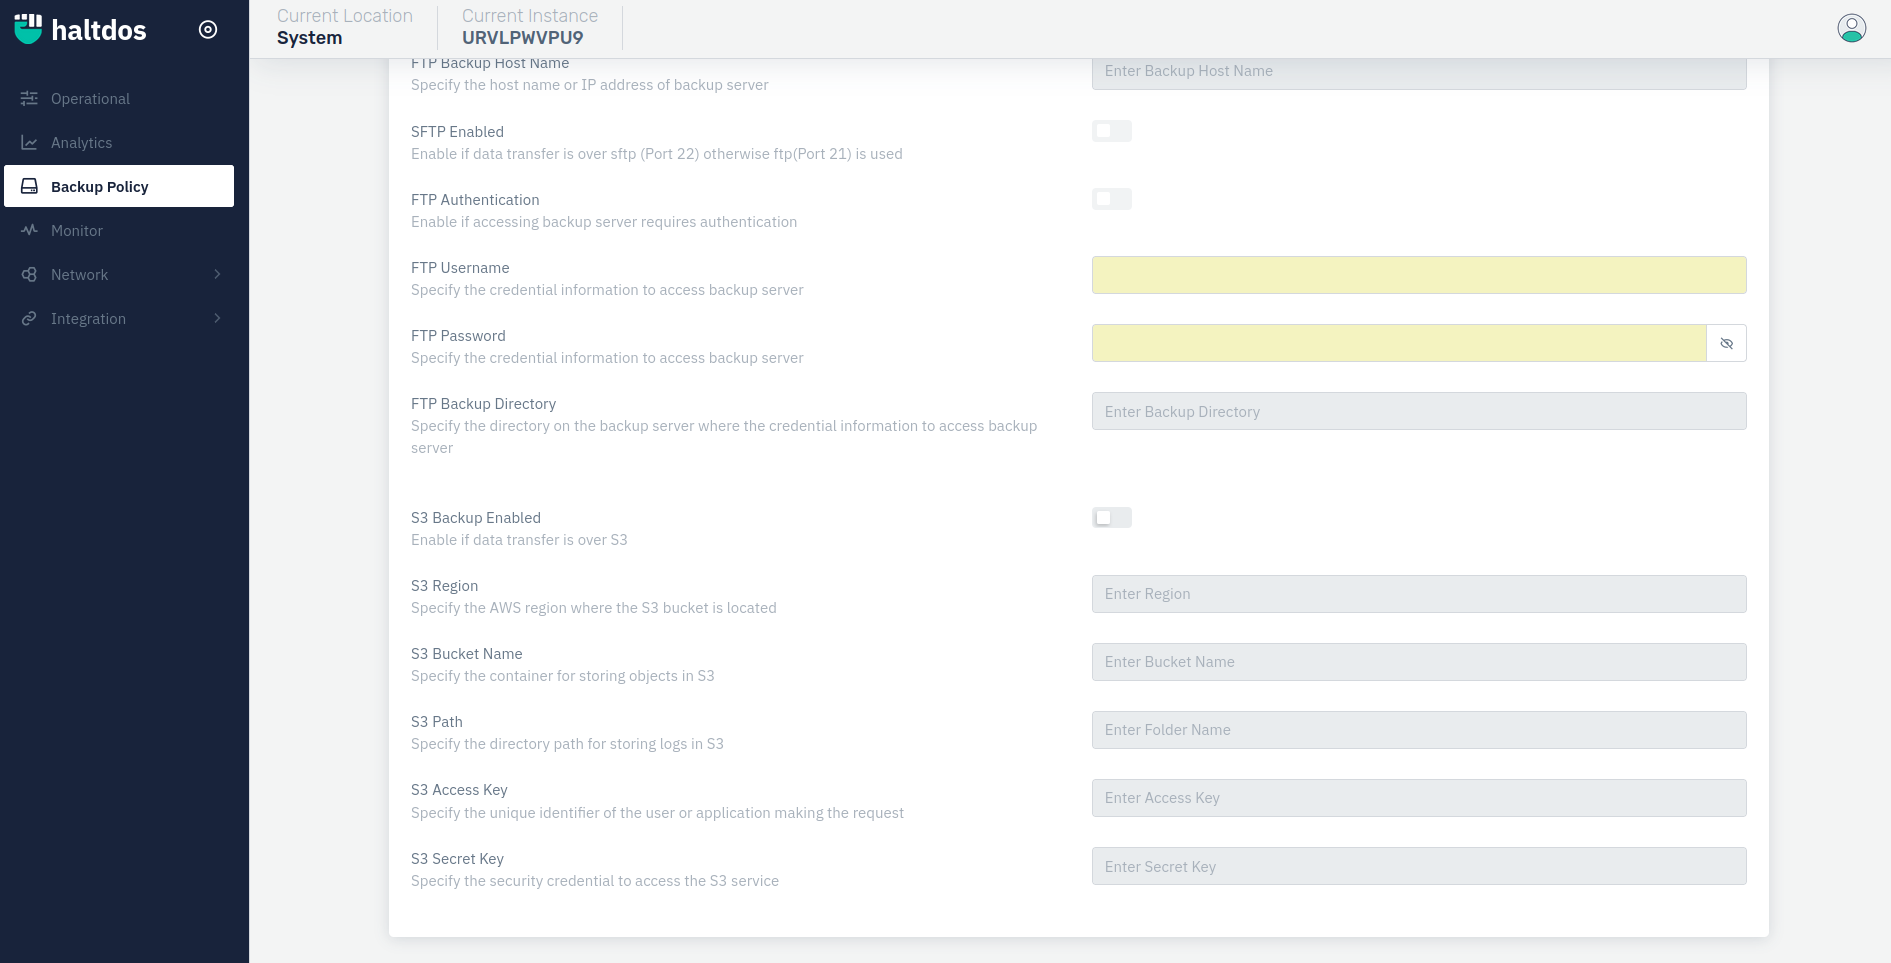 haltdos
Current Location
System
Current Instance
URVLPWVPU9
Operational
Analytics
Backup Policy
Monitor
Network
Integration
FTP Backup Host Name
Specify the host name or IP address of backup server
Enter Backup Host Name
SFTP Enabled
Enable if data transfer is over sftp (Port 22) otherwise ftp(Port 21) is used
FTP Authentication
Enable if accessing backup server requires authentication
FTP Username
Specify the credential information to access backup server
FTP Password
Specify the credential information to access backup server
FTP Backup Directory
Specify the directory on the backup server where the credential information to access backup
server
Enter Backup Directory
S3 Backup Enabled
Enable if data transfer is over S3
S3 Region
Specify the AWS region where the S3 bucket is located
Enter Region
S3 Bucket Name
Specify the container for storing objects in S3
Enter Bucket Name
S3 Path
Specify the directory path for storing logs in S3
Enter Folder Name
S3 Access Key
Specify the unique identifier of the user or application making the request
Enter Access Key
S3 Secret Key
Specify the security credential to access the S3 service
Enter Secret Key